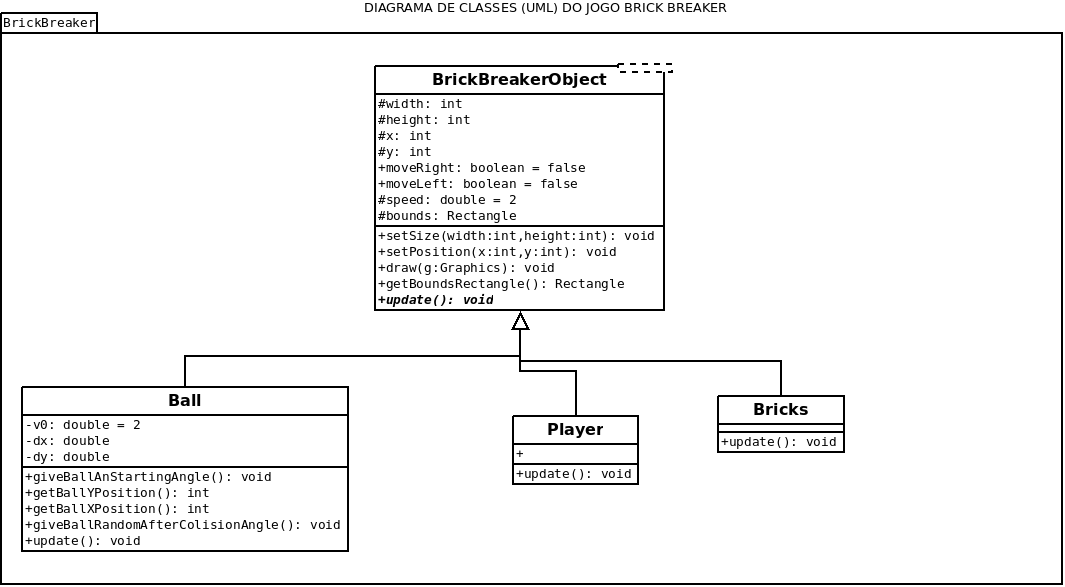 DIAGRAMA DE CLASSES (UML) DO JOGO BRICK BREAKER
BrickBreaker
BrickBreakerObject
#width: int
#height: int
#x: int
#y: int
+moveRight: boolean = false
+moveLeft: boolean = false
#speed: double = 2
#bounds: Rectangle
+setSize(width:int,height:int): void
+setPosition(x:int,y:int): void
+draw(g:Graphics): void
+getBoundsRectangle(): Rectangle
+update(): void
Ball
-v0: double = 2
-dx: double
-dy: double
+giveBallAnStartingAngle(): void
+getBallYPosition(): int
+getBallXPosition(): int
+giveBallRandomAfterColisionAngle(): void
+update(): void
Player
+
+update(): void
Bricks
+update(): void